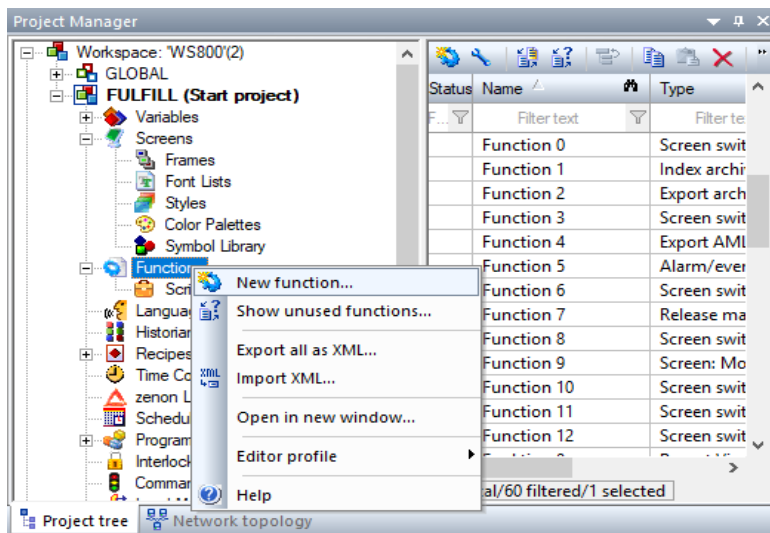 Project Manager
Workspace: 'WS800'(2)
GLOBAL
FULFILL (Start project)
Variables
Screens
Frames
Font Lists
Styles
Color Palettes
Symbol Library
Function
Scri
Langua
Historian
Recipes
Time Co
zenon L
Schedul
Program
Interlock
Comman
New function...
Show unused functions...
Export all as XML...
XML
Import XML...
Open in new window...
Editor profile
Help
Status Name Type
F... Filter text Filter te
Function 0 Screen swit
Function 1 Index archi
Function 2 Export arch
Function 3 Screen swit
Function 4 Export AML
Function 5 Alarm/ever
Function 6 Screen swit
Function 7 Release ma
Function 8 Screen swit
Function 9 Screen: Mo
Function 10 Screen swit
Function 11 Screen swit
Function 12 Screen swit
al/60 filtered/1 selected
Project tree Network topology